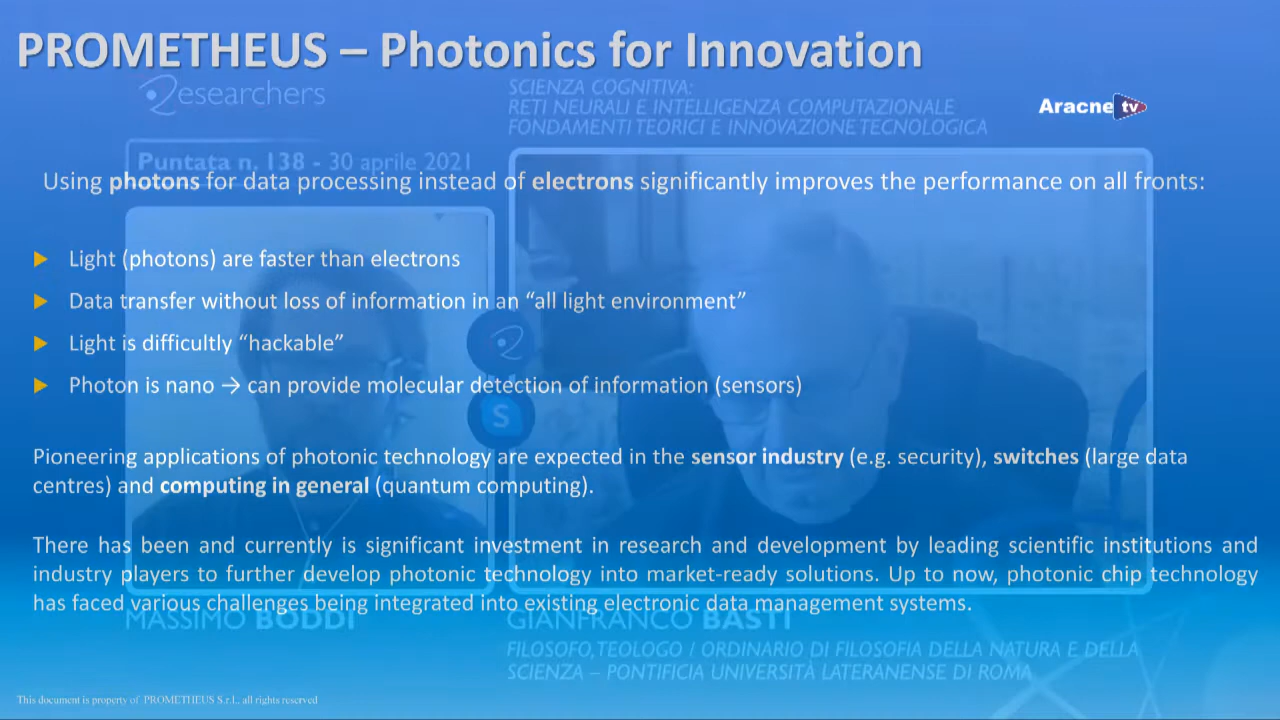 PROMETHEUS – Photonics for Innovation
esearchers
SCIENZA COGNITIVA:
RETI NEURALI E INTELLIGENZA COMPUTAZIONALE
FONDAMENTI TEORICI E INNOVAZIONE TECNOLOGICA
Aracne tv
Puntata n. 138 - 30 aprile 2021
Using photons for data processing instead of electrons significantly improves the performance on all fronts:
Light (photons) are faster than electrons
Data transfer without loss of information in an “all light environment”
Light is difficultly “hackable”
Photon is nano → can provide molecular detection of information (sensors)
S
Pioneering applications of photonic technology are expected in the sensor industry (e.g. security), switches (large data
centres) and computing in general (quantum computing).
There has been and currently is significant investment in research and development by leading scientific institutions and
industry players to further develop photonic technology into market-ready solutions. Up to now, photonic chip technology
has faced various challenges being integrated into existing electronic data management systems.
MASSIMO BODDI
GIANFRANCO BASTI
FILOSOFO, TEOLOGO / ORDINARIO DI FILOSOFIA DELLA NATURA E DELLA
SCIENZA – PONTIFICIA UNIVERSITÀ LATERANENSE DI ROMA
This document is property of PROMETHEUS S.r.l., all rights reserved